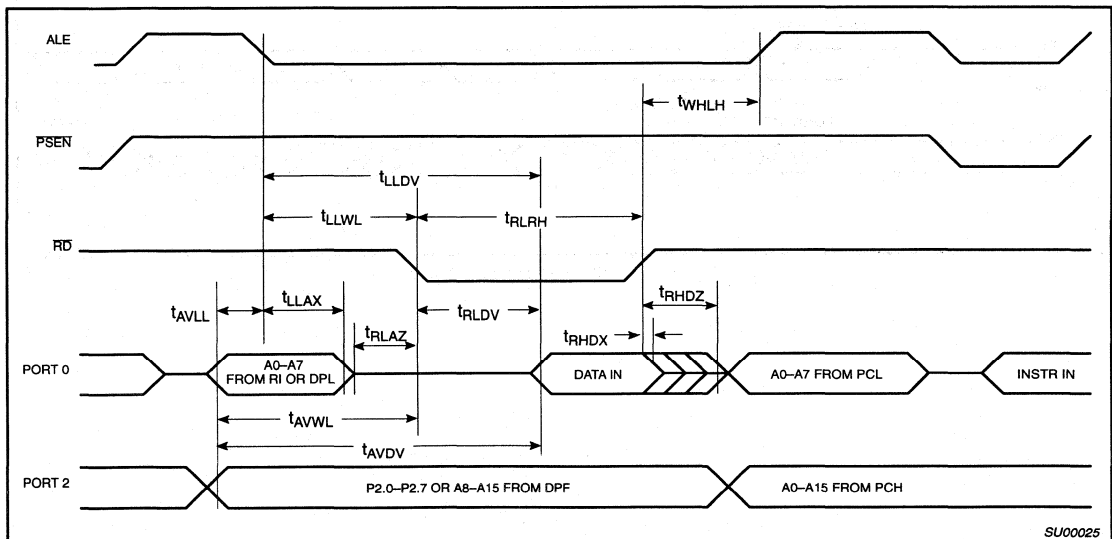 ALE
tWHLH
PSEN
tLLDV
tLLWL
tRLRH
RD
tAVLL
tLLAX
tRLDV
tRHDZ
tRLAZ
tRHDX
PORT 0
A0–A7
FROM RI OR DPL
DATA IN
A0–A7 FROM PCL
INSTR IN
tAVWL
tAVDV
PORT 2
P2.0–P2.7 OR A8–A15 FROM DPF
A0–A15 FROM PCH
SU00025